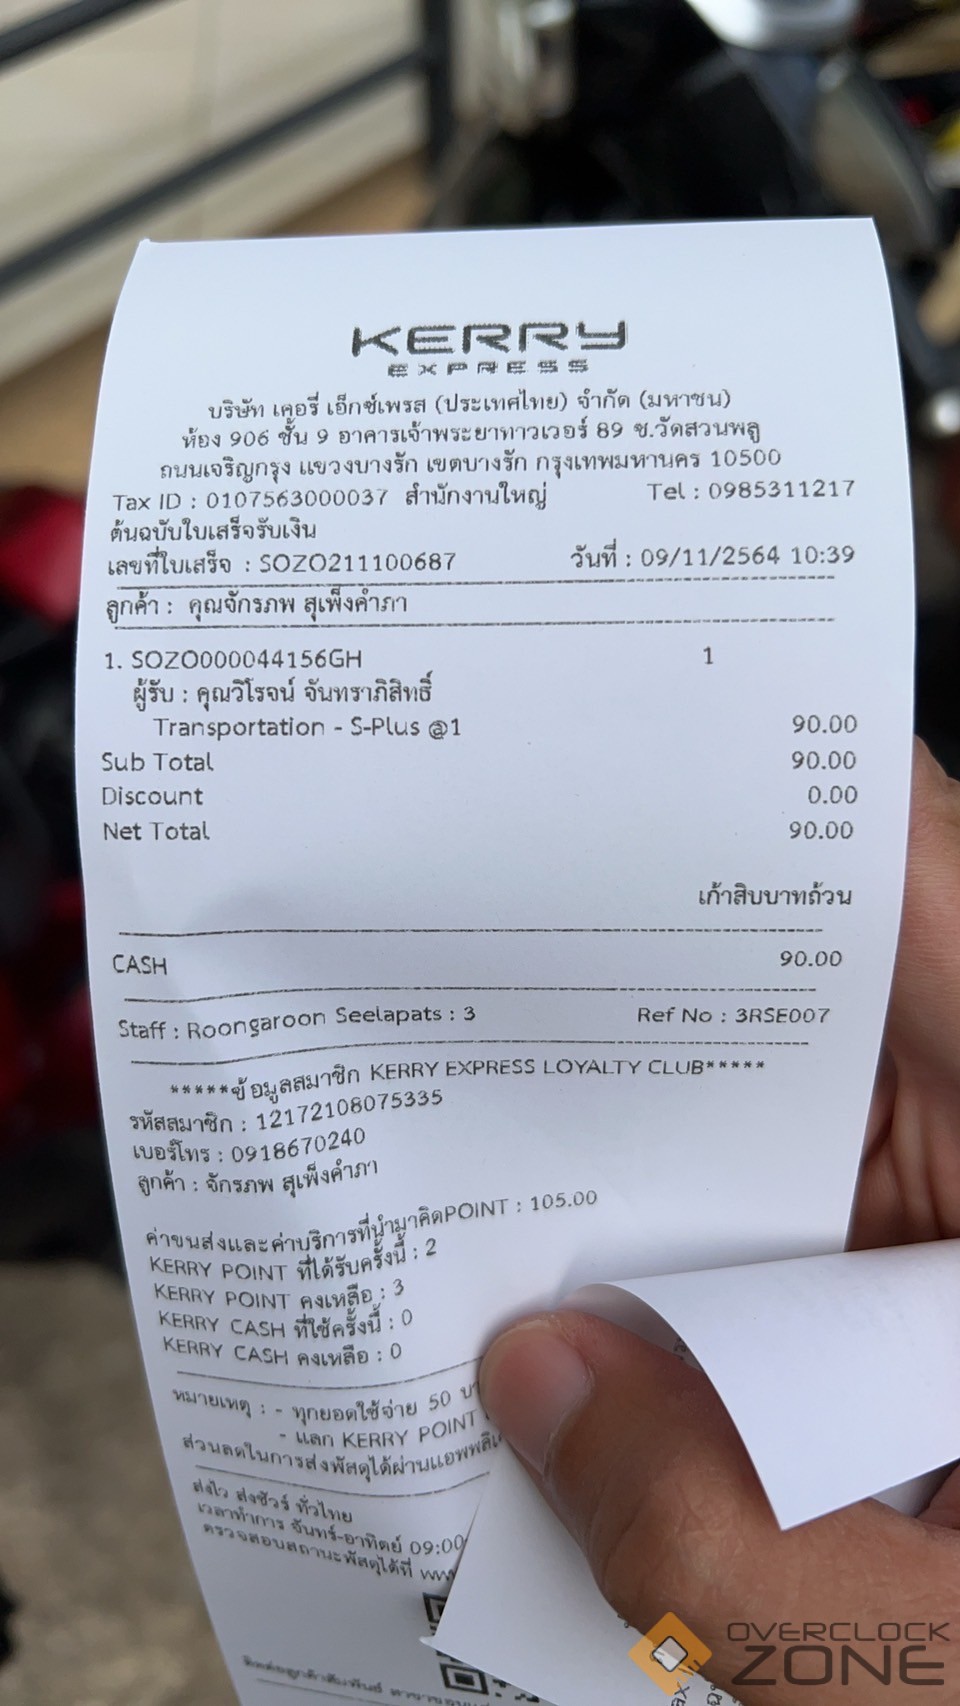 KERRY
EXPRESS
บริษัท เคอรี่ เอ็กซ์เพรส (ประเทศไทย) จำกัด (มหาชน)
ห้อง 906 ชั้น 9 อาคารเจ้าพระยาทาวเวอร์ 89 ซ.วัดสวนพลู
ถนนเจริญกรุง แขวงบางรัก เขตบางรัก กรุงเทพมหานคร 10500
Tax ID : 0107563000037 สำนักงานใหญ่ Tel : 0985311217
ต้นฉบับใบเสร็จรับเงิน
เลขที่ใบเสร็จ : SOZO211100687 วันที่ : 09/11/2564 10:39
ลูกค้า : คุณจักรภพ สุเพ็งคำภา
1. SOZO000044156GH 1
ผู้รับ : คุณวิโรจน์ จันทราภิสิทธิ์
Transportation - S-Plus @1 90.00
Sub Total 90.00
Discount 0.00
Net Total 90.00
เก้าสิบบาทถ้วน
CASH 90.00
Staff : Roongaroon Seelapats : 3 Ref No : 3RSE007
*****ข้อมูลสมาชิก KERRY EXPRESS LOYALTY CLUB*****
รหัสสมาชิก : 12172108075335
เบอร์โทร : 0918670240
ลูกค้า : จักรภพ สุเพ็งคำภา
ค่าขนส่งและค่าบริการที่นำมาคิดPOINT : 105.00
KERRY POINT ที่ได้รับครั้งนี้ : 2
KERRY POINT คงเหลือ : 3
KERRY CASH ที่ใช้ครั้งนี้ : 0
KERRY CASH คงเหลือ : 0
หมายเหตุ : - ทุกยอดใช้จ่าย 50
- แลก KERRY POINT
ส่วนลดในการส่งพัสดุได้ผ่านแอพพลิ
ส่งไว ส่งชัวร์ ทั่วไทย
เวลาทำการ จันทร์-อาทิตย์ 09:00
ตรวจสอบสถานะพัสดุได้ที่ www
OVERCLOCK
ZONE